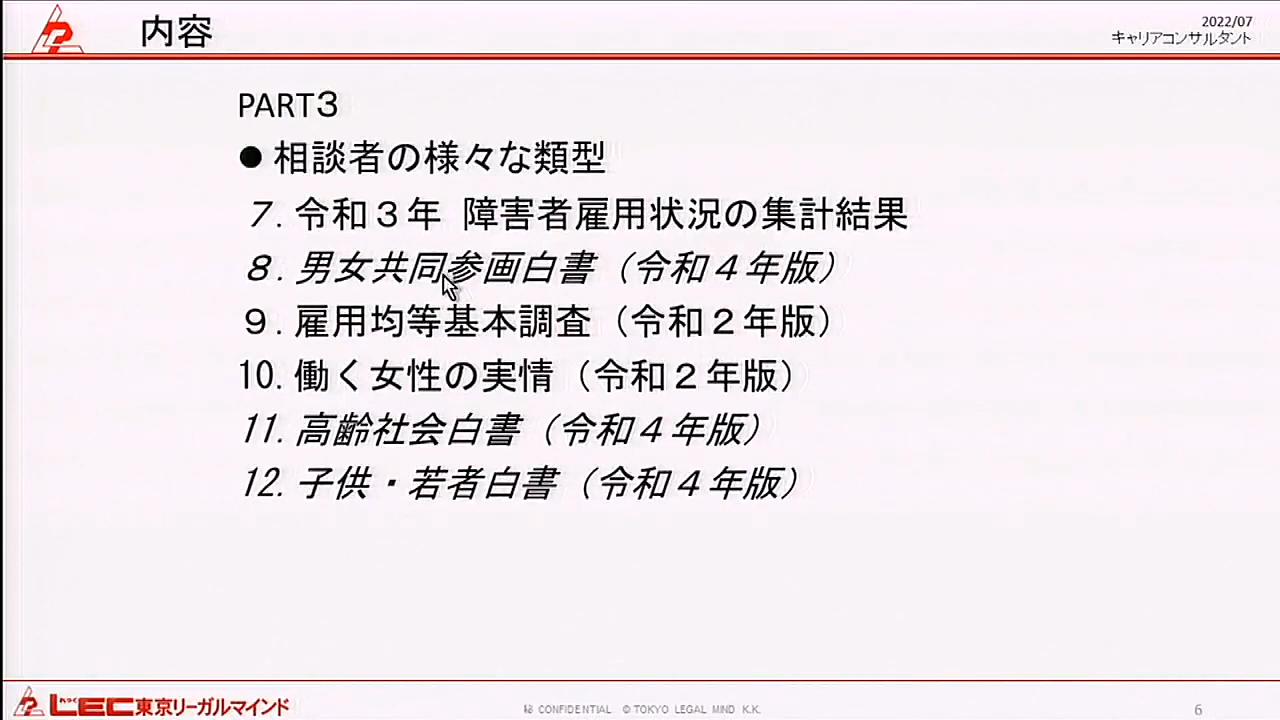 内容
2022/07
キャリアコンサルタント
PART３
● 相談者の様々な類型
７. 令和３年 障害者雇用状況の集計結果
８. 男女共同参画白書（令和４年版）
９. 雇用均等基本調査（令和２年版）
10. 働く女性の実情（令和２年版）
11. 高齢社会白書（令和４年版）
12. 子供・若者白書（令和４年版）
LEC東京リーガルマインド
CONFIDENTIAL © TOKYO LEGAL MIND K.K.
6